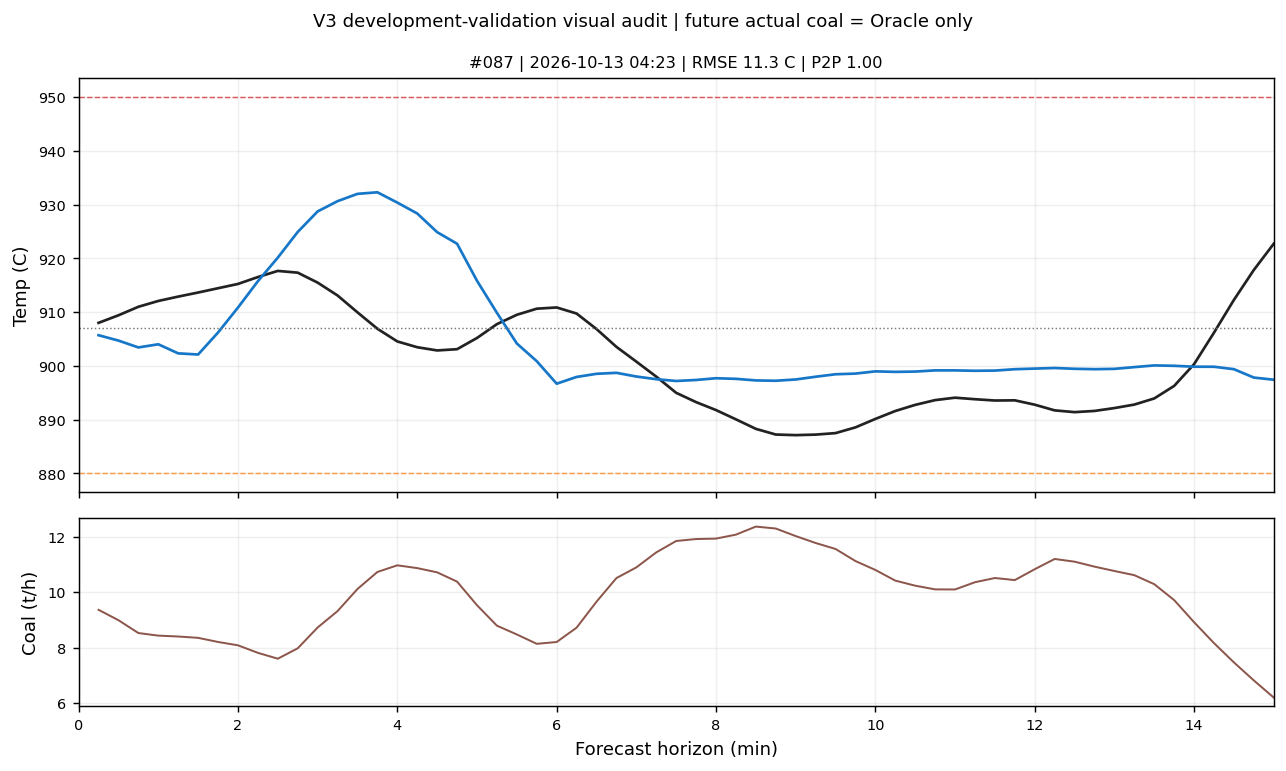 V3 development-validation visual audit | future actual coal = Oracle only
#087 | 2026-10-13 04:23 | RMSE 11.3 C | P2P 1.00
Temp (C)
950
940
930
920
910
900
890
880
Coal (t/h)
12
10
8
6
0 2 4 6 8 10 12 14
Forecast horizon (min)